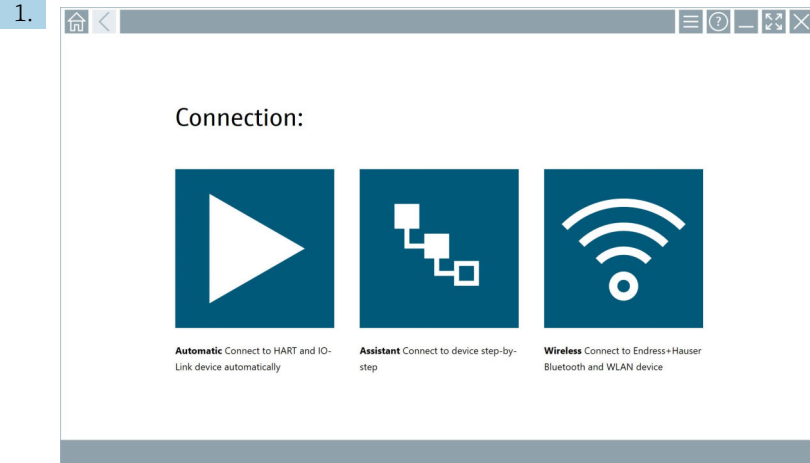 1.
Connection:
Automatic Connect to HART and IO-
Link device automatically
Assistant Connect to device step-by-
step
Wireless Connect to Endress+Hauser
Bluetooth and WLAN device